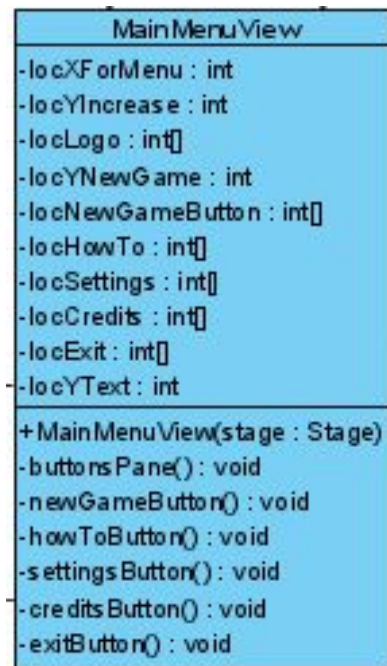 MainMenuView
-locXForMenu : int
-locYIncrease : int
-locLogo : int[]
-locYNewGame : int
-locNewGameButton : int[]
-locHowTo : int[]
-locSettings : int[]
-locCredits : int[]
-locExit : int[]
-locYText : int
+MainMenuView(stage : Stage)
-buttonsPane() : void
-newGameButton() : void
-howToButton() : void
-settingsButton() : void
-creditsButton() : void
-exitButton() : void